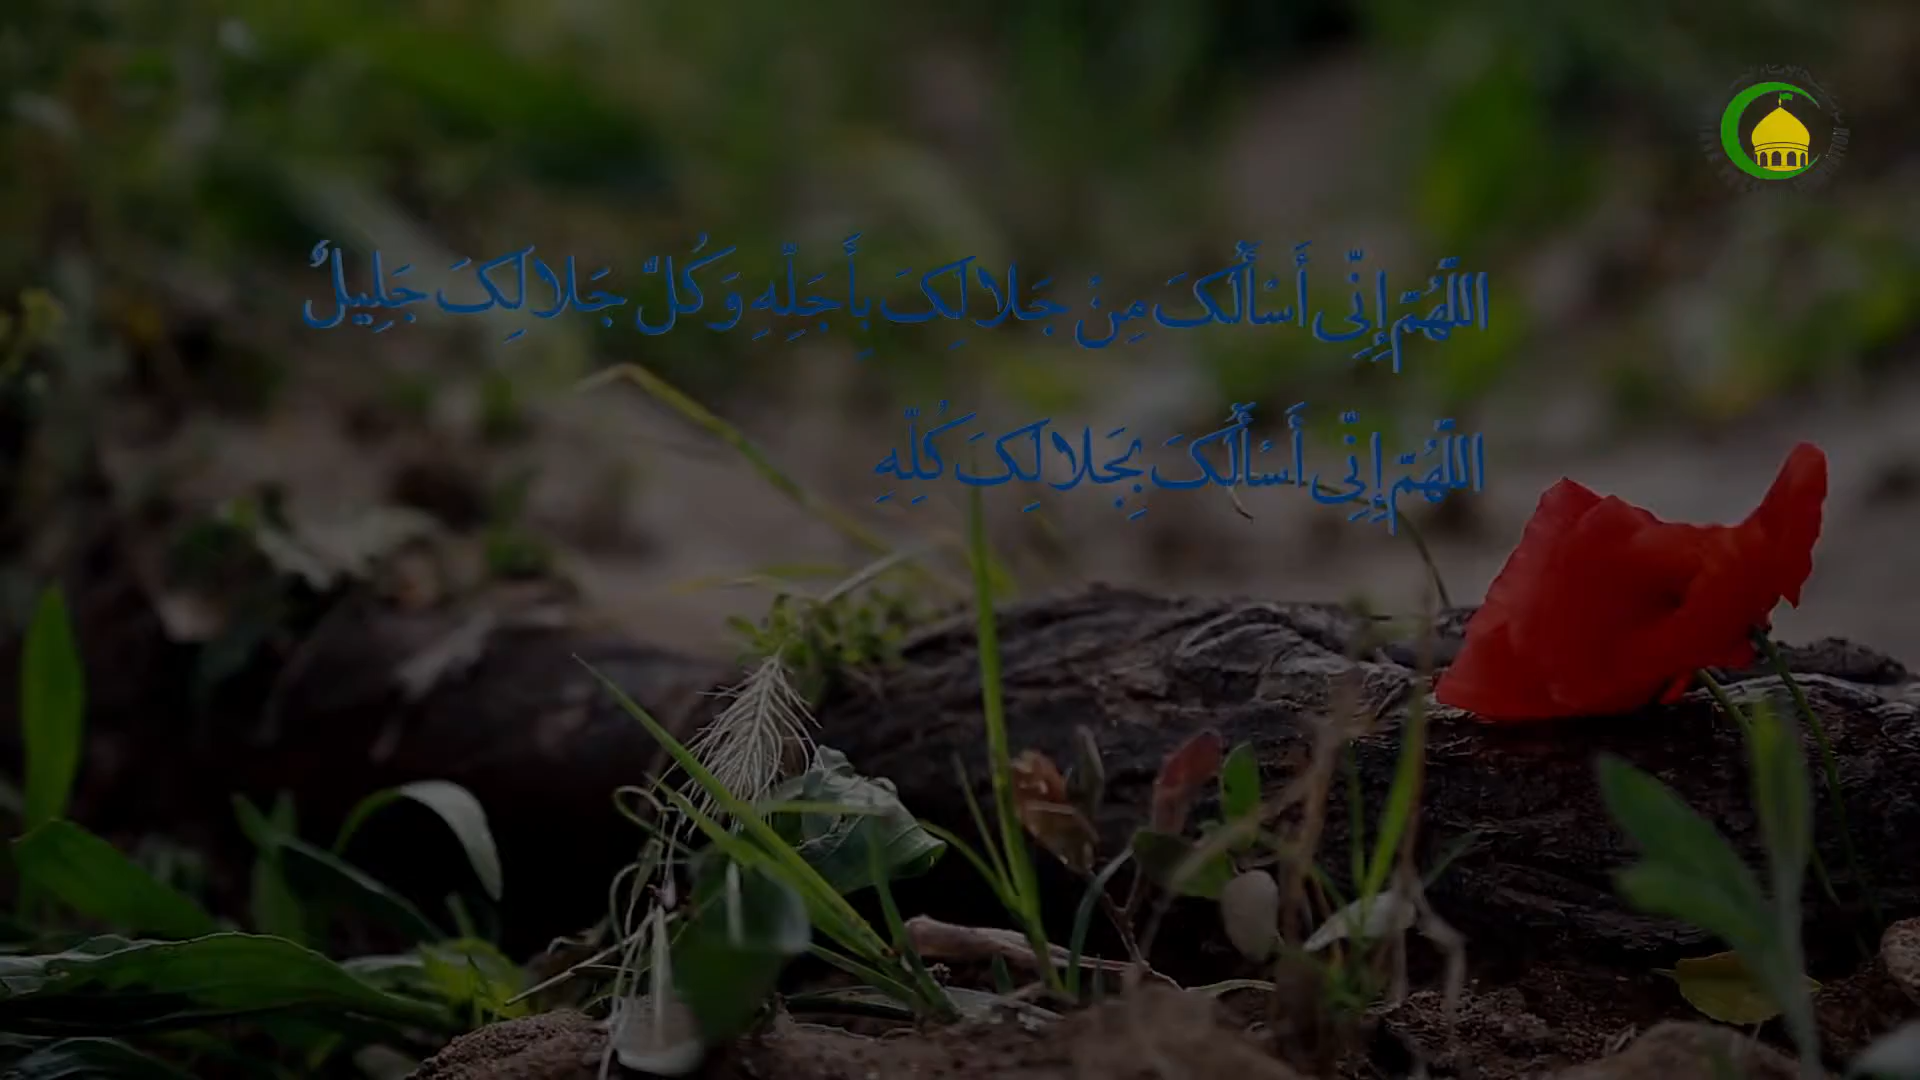 اللّهُمّ إِنِّی أَسْأَلُکَ مِنْ جَلالِکَ بِأَجَلِّهِ وَکُلّ جَلالِکَ جَلِیلٌ
اللّهُمّ إِنِّی أَسْأَلُکَ بِجَلالِکَ کُلِّهِ